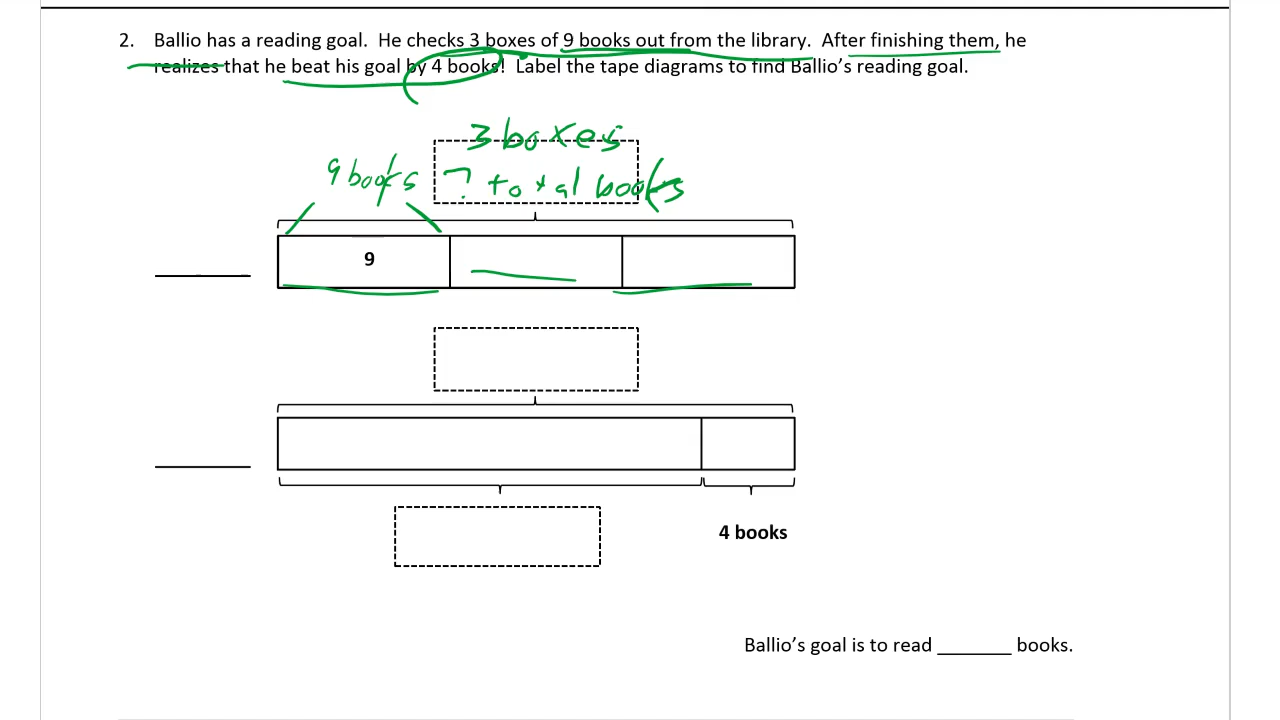 2. Ballio has a reading goal. He checks 3 boxes of 9 books out from the library. After finishing them, he
realizes that he beat his goal by 4 books! Label the tape diagrams to find Ballio's reading goal.
3 boxes
9 books ? total books
9
4 books
Ballio's goal is to read _______ books.